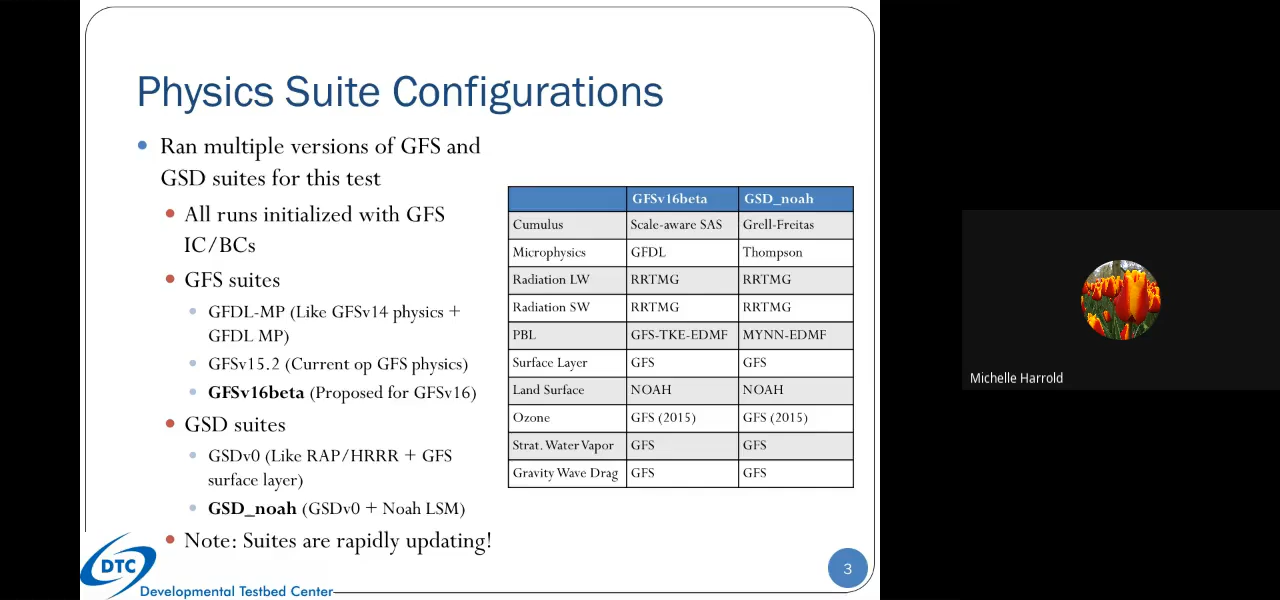 Physics Suite Configurations
Ran multiple versions of GFS and
GSD suites for this test
All runs initialized with GFS
IC/BCs
GFS suites
GFDL-MP (Like GFSv14 physics +
GFDL MP)
GFSv15.2 (Current op GFS physics)
GFSv16beta (Proposed for GFSv16)
GSD suites
GSDv0 (Like RAP/HRRR + GFS
surface layer)
GSD_noah (GSDv0 + Noah LSM)
Note: Suites are rapidly updating!
GFSv16beta GSD_noah
Cumulus Scale-aware SAS Grell-Freitas
Microphysics GFDL Thompson
Radiation LW RRTMG RRTMG
Radiation SW RRTMG RRTMG
PBL GFS-TKE-EDMF MYNN-EDMF
Surface Layer GFS GFS
Land Surface NOAH NOAH
Ozone GFS (2015) GFS (2015)
Strat. Water Vapor GFS GFS
Gravity Wave Drag GFS GFS
DTC
Developmental Testbed Center
3
Michelle Harrold